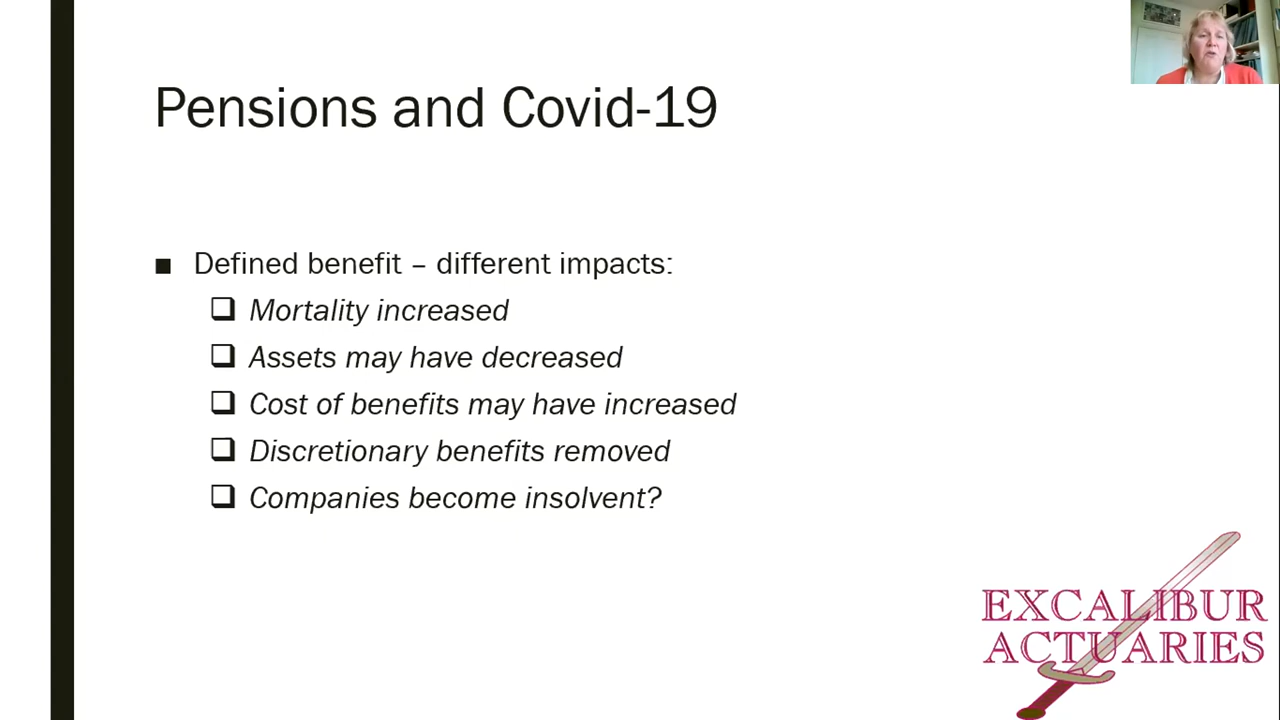 Pensions and Covid-19
■ Defined benefit – different impacts:
❑ Mortality increased
❑ Assets may have decreased
❑ Cost of benefits may have increased
❑ Discretionary benefits removed
❑ Companies become insolvent?
EXCALIBUR
ACTUARIES